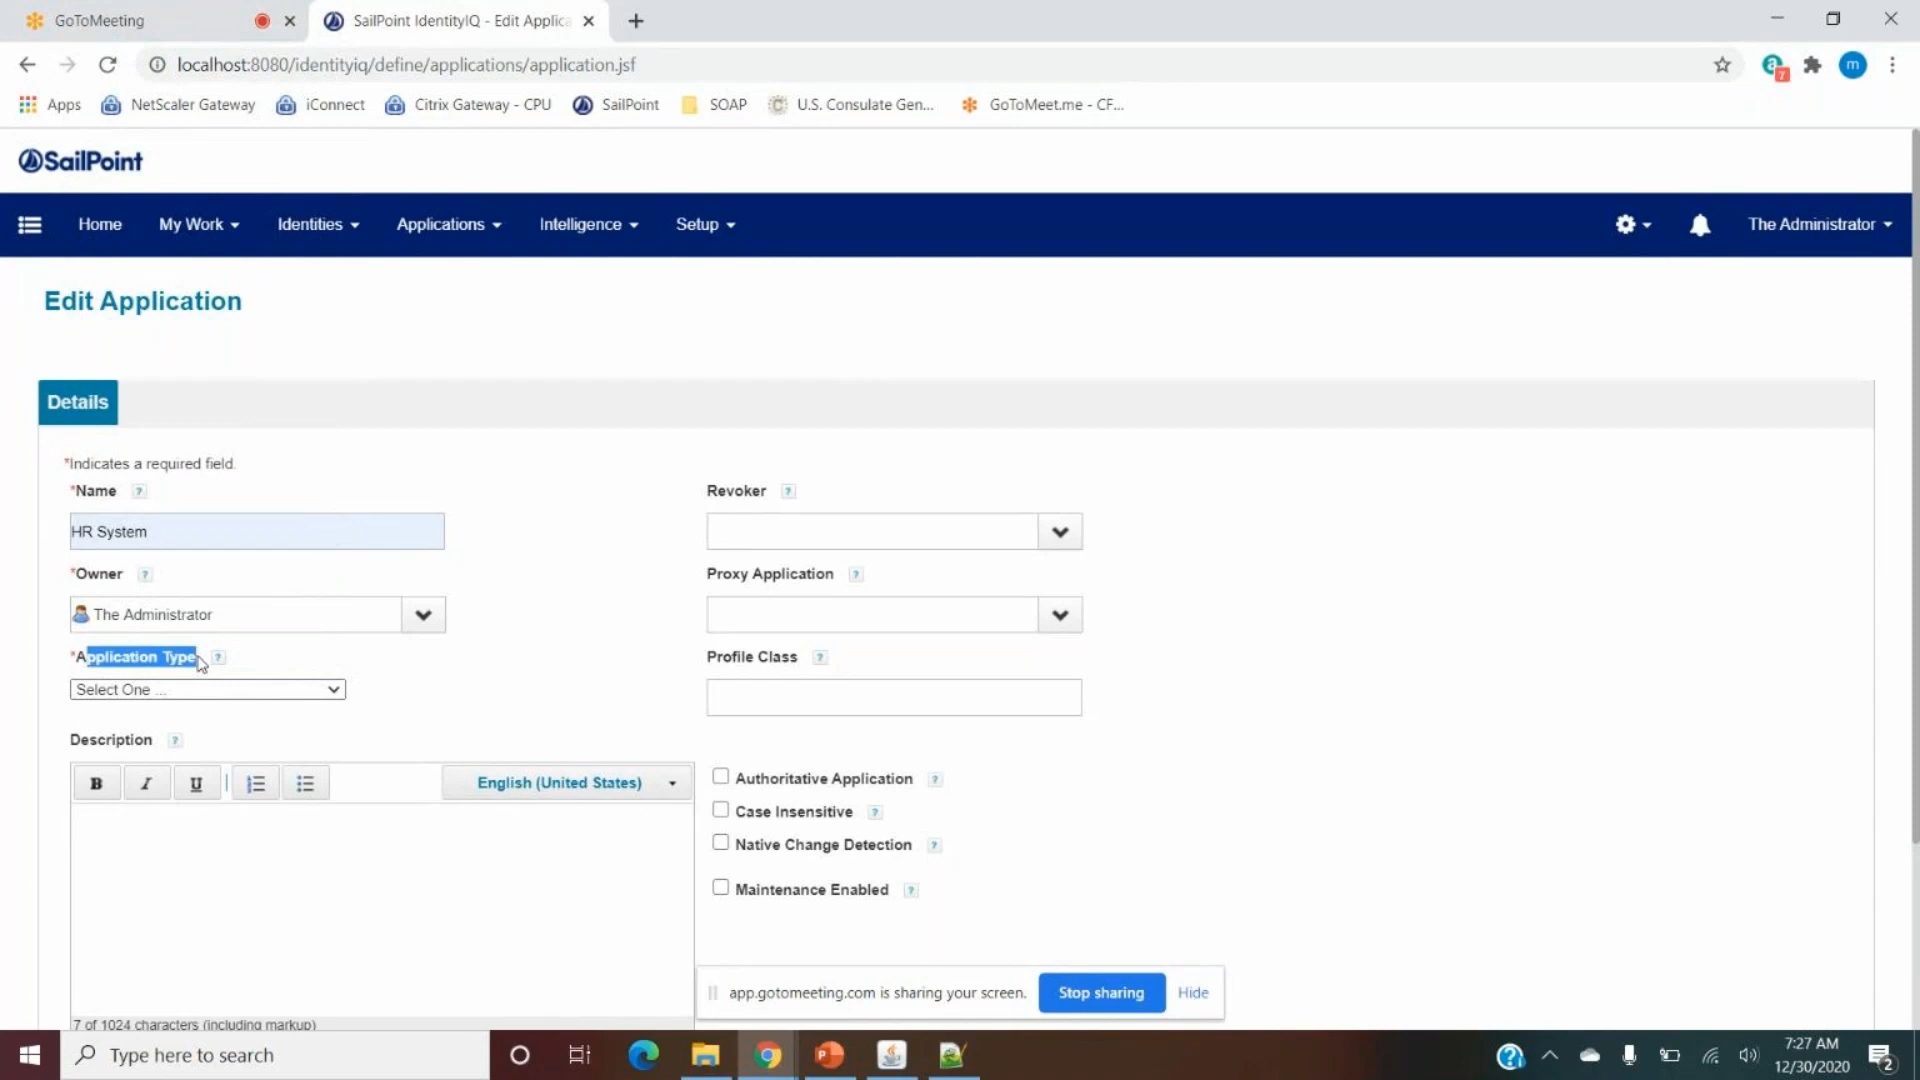 GoToMeeting
SailPoint IdentityIQ - Edit Applica
localhost:8080/identityiq/define/applications/application.jsf
a 7
m
Apps NetScaler Gateway iConnect Citrix Gateway - CPU SailPoint SOAP U.S. Consulate Gen... GoToMeet.me - CF...
SailPoint
Home My Work Identities Applications Intelligence Setup The Administrator
Edit Application
Details
*Indicates a required field.
*Name ?
HR System
*Owner ?
The Administrator
*Application Type ?
Select One ...
Description ?
B I U English (United States)
7 of 1024 characters (including markup)
Revoker ?
Proxy Application ?
Profile Class ?
Authoritative Application ?
Case Insensitive ?
Native Change Detection ?
Maintenance Enabled ?
app.gotomeeting.com is sharing your screen. Stop sharing Hide
Type here to search
7:27 AM
12/30/2020
2